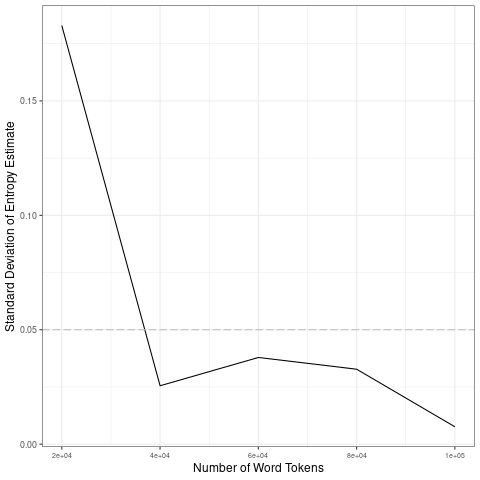 Standard Deviation of Entropy Estimate
0.15
0.10
0.05
0.00
2e+04 4e+04 6e+04 8e+04 1e+05
Number of Word Tokens